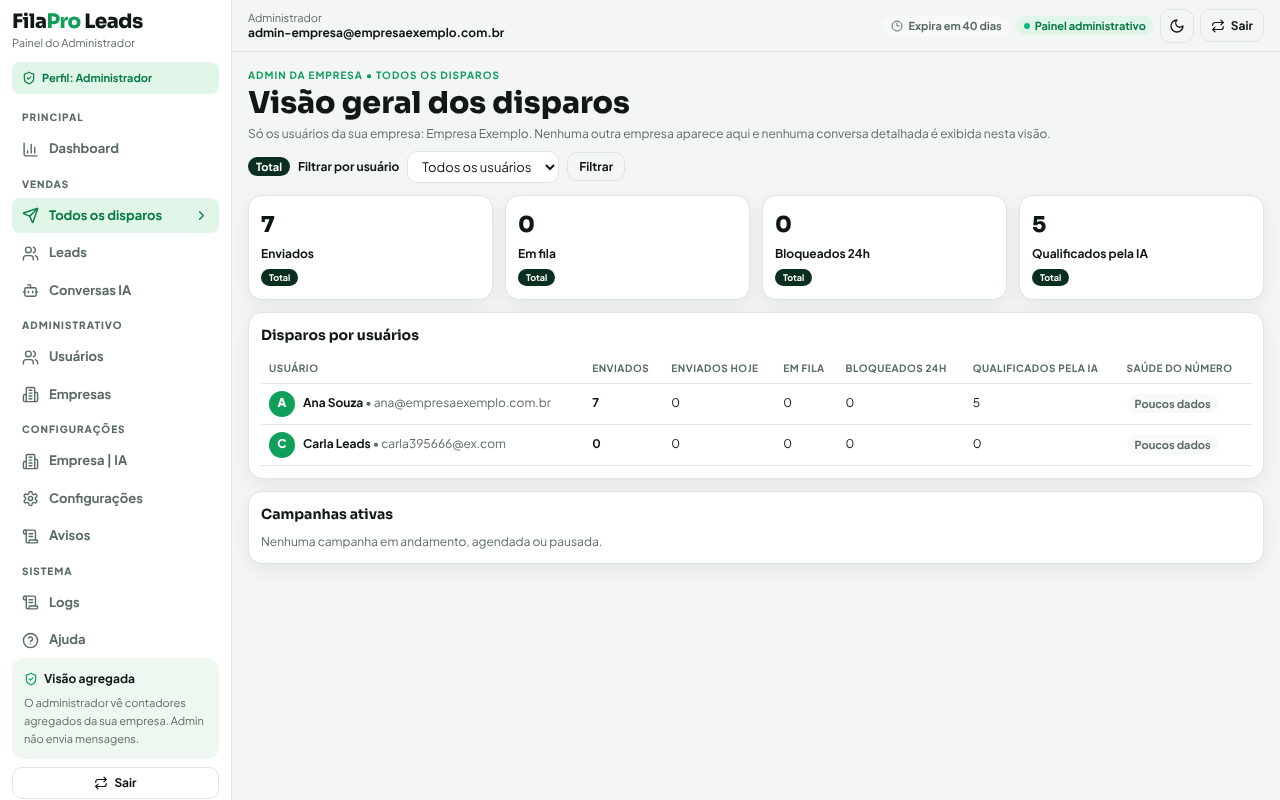 FilaPro Leads
Painel do Administrador
Perfil: Administrador
PRINCIPAL
Dashboard
VENDAS
Todos os disparos
Leads
Conversas IA
ADMINISTRATIVO
Usuários
Empresas
CONFIGURAÇÕES
Empresa | IA
Configurações
Avisos
SISTEMA
Logs
Ajuda
Visão agregada
O administrador vê contadores
agregados da sua empresa. Admin
não envia mensagens.
Sair
Administrador
admin-empresa@empresaexemplo.com.br
Expira em 40 dias
Painel administrativo
Sair
ADMIN DA EMPRESA • TODOS OS DISPAROS
Visão geral dos disparos
Só os usuários da sua empresa: Empresa Exemplo. Nenhuma outra empresa aparece aqui e nenhuma conversa detalhada é exibida nesta visão.
Total Filtrar por usuário Todos os usuários Filtrar
7
Enviados
Total
0
Em fila
Total
0
Bloqueados 24h
Total
5
Qualificados pela IA
Total
Disparos por usuários
USUÁRIO ENVIADOS ENVIADOS HOJE EM FILA BLOQUEADOS 24H QUALIFICADOS PELA IA SAÚDE DO NÚMERO
A Ana Souza • ana@empresaexemplo.com.br 7 0 0 0 5 Poucos dados
C Carla Leads • carla395666@ex.com 0 0 0 0 0 Poucos dados
Campanhas ativas
Nenhuma campanha em andamento, agendada ou pausada.